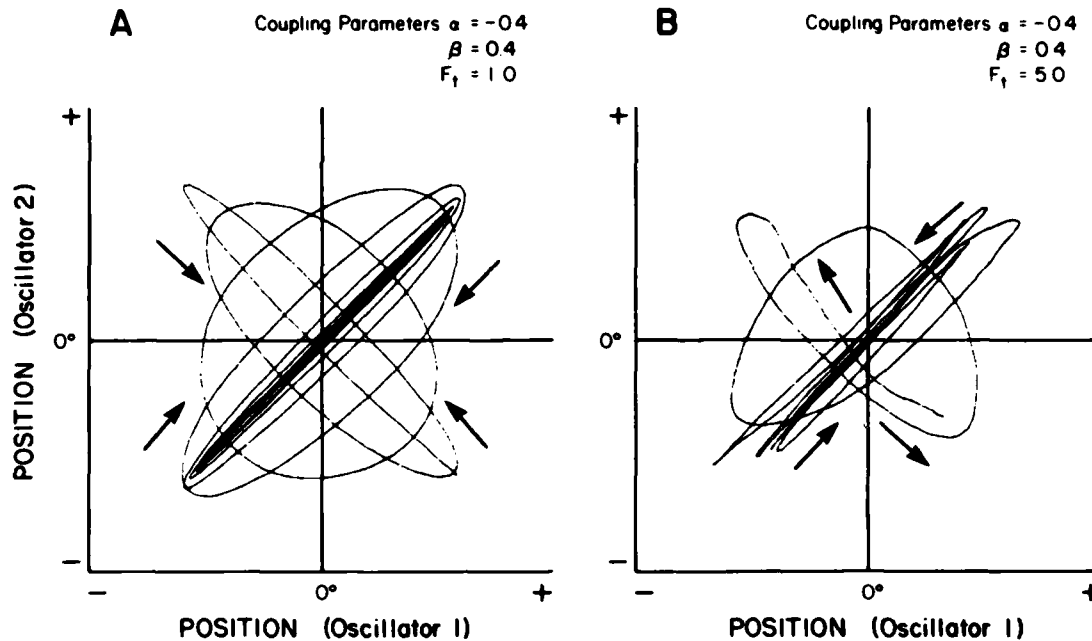 A
Coupling Parameters α = -0.4
β = 0.4
Fₜ = 1 0
B
Coupling Parameters α = -0 4
β = 0 4
Fₜ = 5 0
+
0°
−
POSITION (Oscillator 2)
−
0°
+
POSITION (Oscillator 1)
+
0°
−
−
0°
+
POSITION (Oscillator 1)